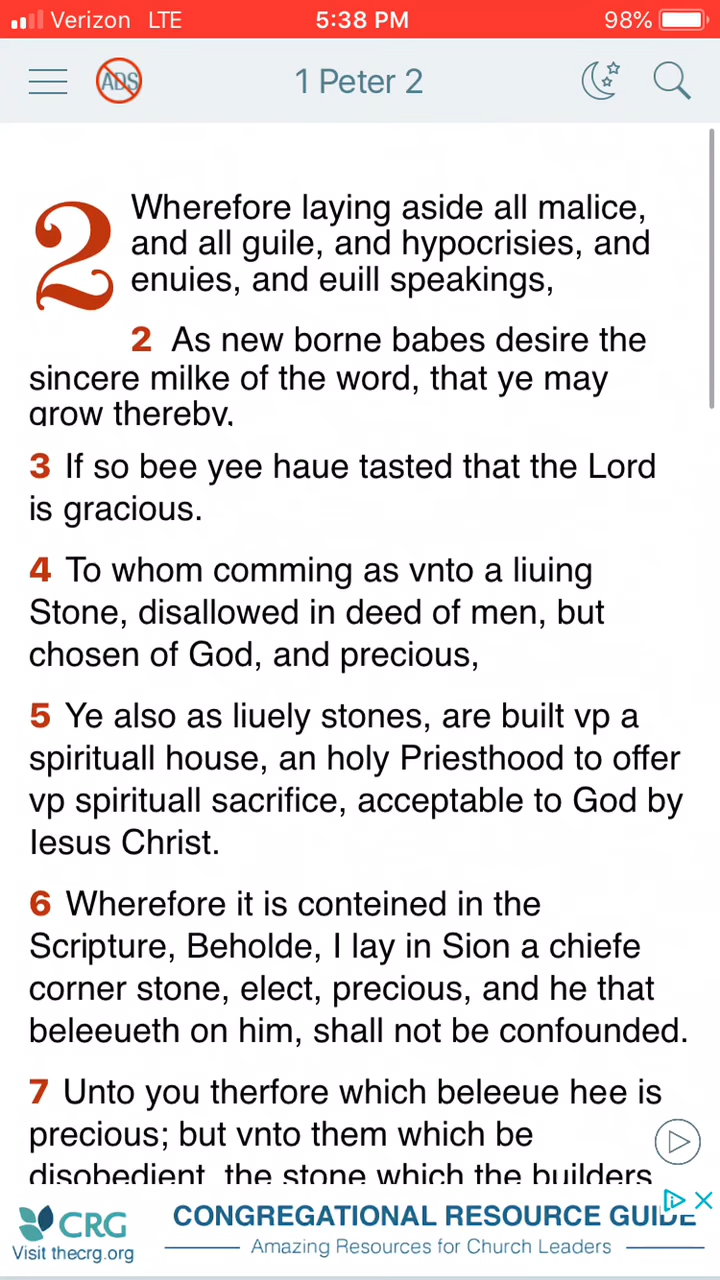 Verizon LTE 5:38 PM 98%
ADS 1 Peter 2
2 Wherefore laying aside all malice,
and all guile, and hypocrisies, and
enuies, and euill speakings,
2 As new borne babes desire the
sincere milke of the word, that ye may
grow thereby.
3 If so bee yee haue tasted that the Lord
is gracious.
4 To whom comming as vnto a liuing
Stone, disallowed in deed of men, but
chosen of God, and precious,
5 Ye also as liuely stones, are built vp a
spirituall house, an holy Priesthood to offer
vp spirituall sacrifice, acceptable to God by
Iesus Christ.
6 Wherefore it is conteined in the
Scripture, Beholde, I lay in Sion a chiefe
corner stone, elect, precious, and he that
beleeueth on him, shall not be confounded.
7 Unto you therfore which beleeue hee is
precious; but vnto them which be
disobedient, the stone which the builders
CRG
Visit thecrg.org
CONGREGATIONAL RESOURCE GUIDE
Amazing Resources for Church Leaders